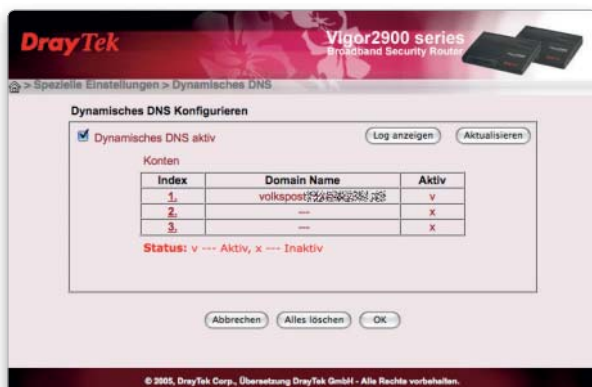 DrayTek
Vigor2900 series
Broadband Security Router
> Spezielle Einstellungen > Dynamisches DNS
Dynamisches DNS Konfigurieren
Dynamisches DNS aktiv
Log anzeigen
Aktualisieren
Konten
Index Domain Name Aktiv
1. volkspost v
2. --- x
3. --- x
Status: v --- Aktiv, x --- Inaktiv
Abbrechen
Alles löschen
OK
© 2005, DrayTek Corp., Übersetzung DrayTek GmbH - Alle Rechte vorbehalten.